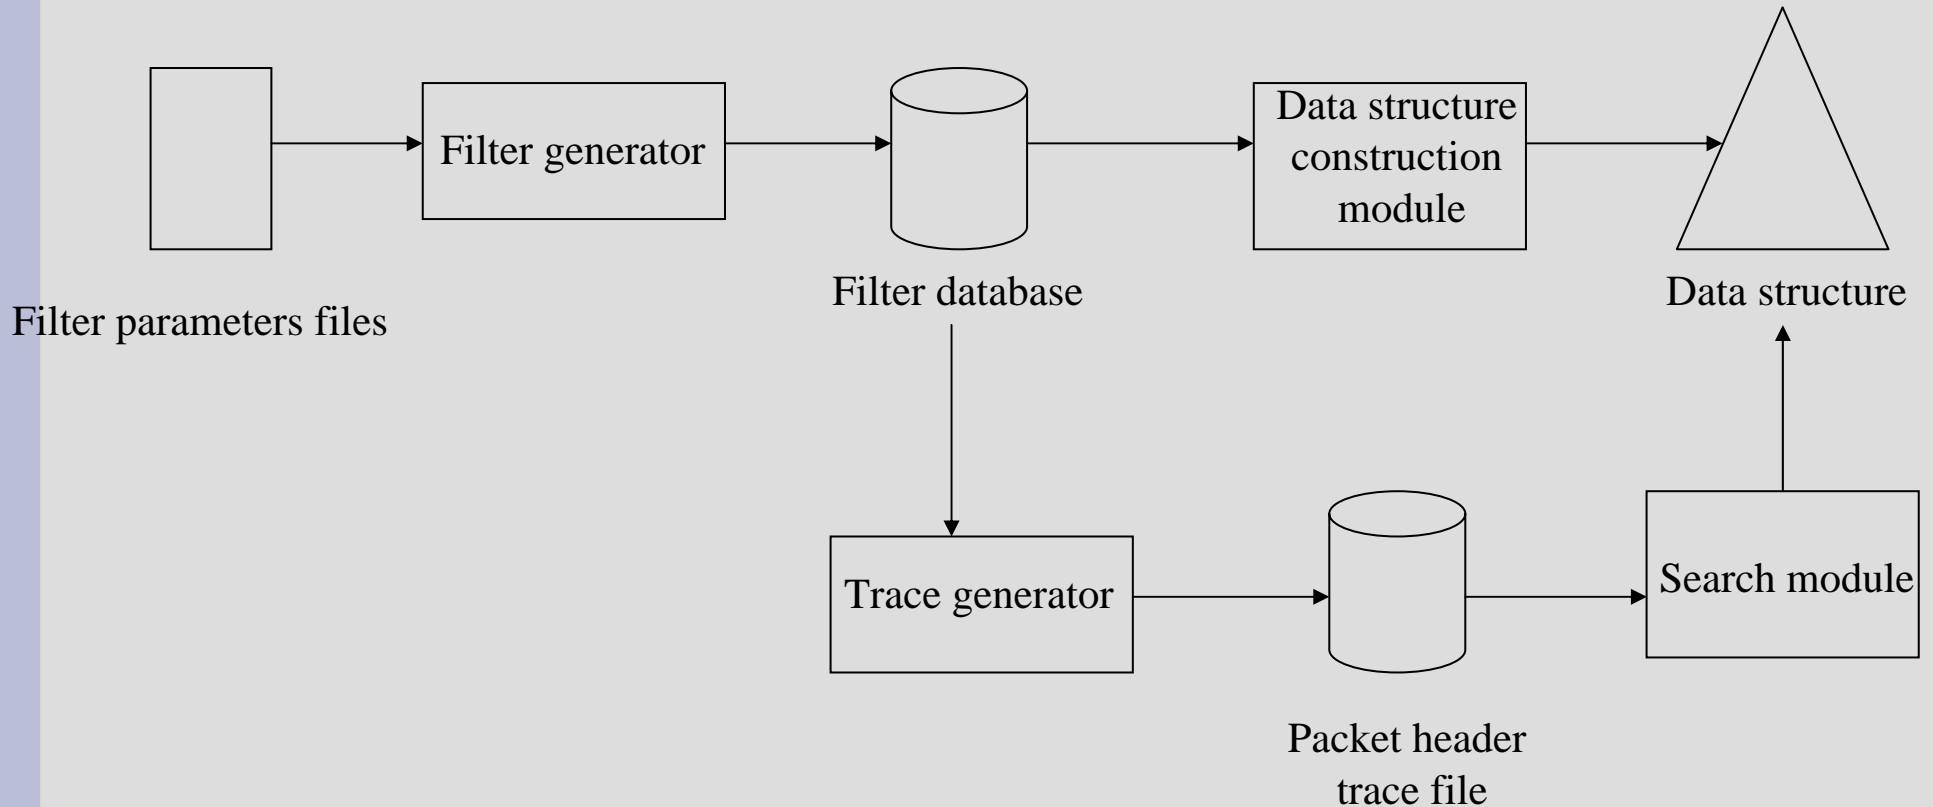 Filter parameters files
Filter generator
Filter database
Data structure
construction
module
Data structure
Trace generator
Packet header
trace file
Search module